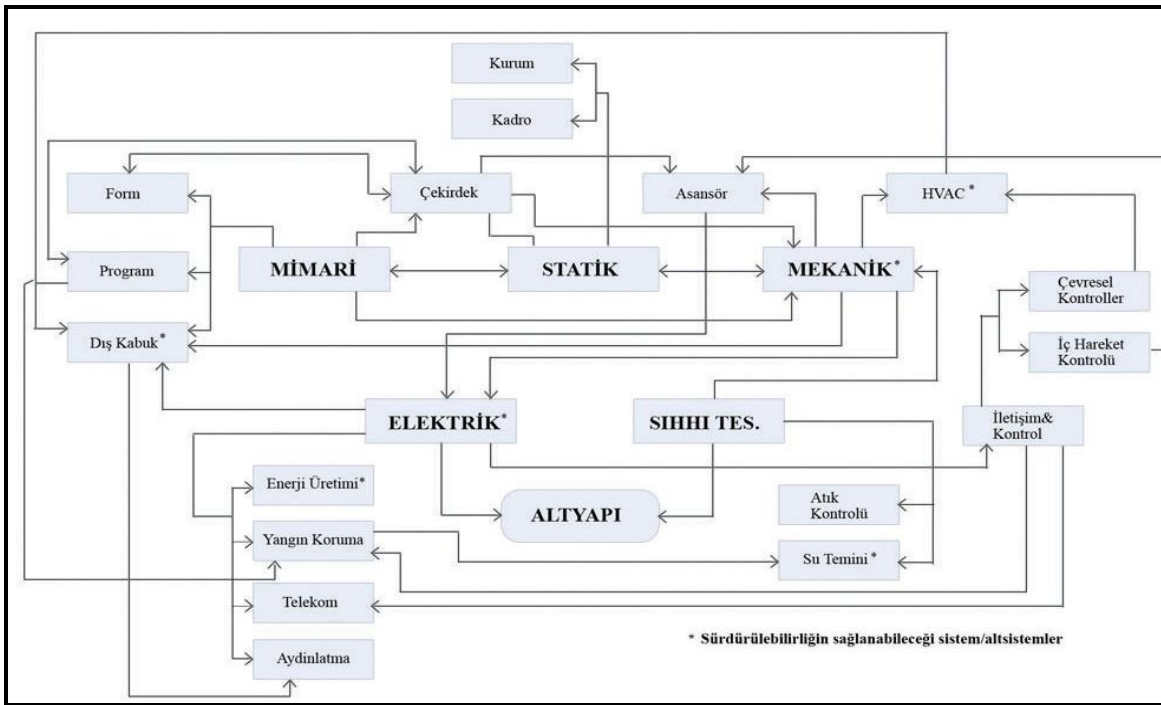 Kurum
Kadro
Form
Çekirdek
Asansör
HVAC *
MİMARİ
STATİK
MEKANİK*
Program
Çevresel
Kontroller
Dış Kabuk*
İç Hareket
Kontrolü
ELEKTRİK*
SIHHI TES.
İletişim&
Kontrol
Enerji Üretimi*
ALTYAPI
Atık
Kontrolü
Yangın Koruma
Su Temini *
Telekom
* Sürdürülebilirliğin sağlanabileceği sistem/altsistemler
Aydinlatma